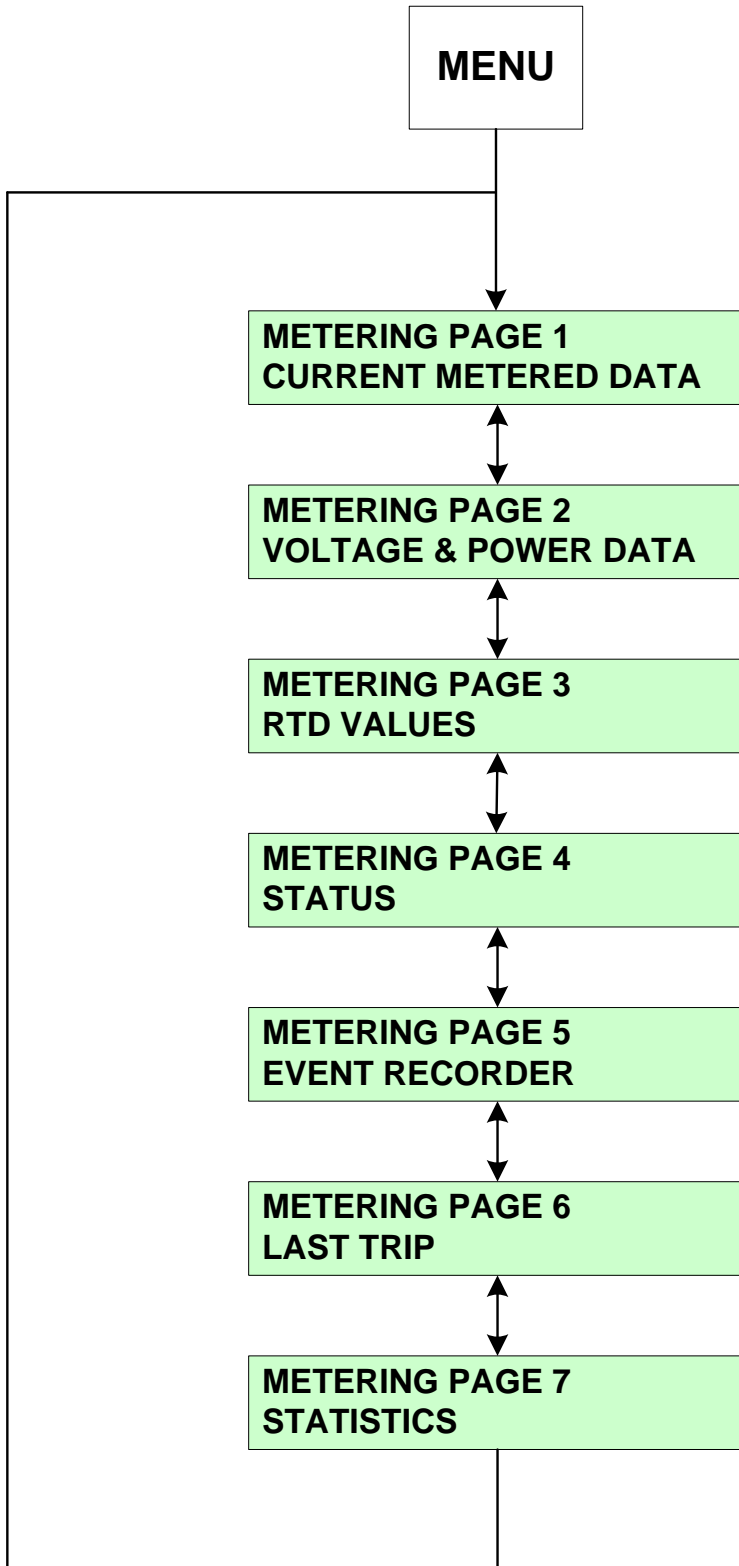 MENU
METERING PAGE 1
CURRENT METERED DATA
METERING PAGE 2
VOLTAGE & POWER DATA
METERING PAGE 3
RTD VALUES
METERING PAGE 4
STATUS
METERING PAGE 5
EVENT RECORDER
METERING PAGE 6
LAST TRIP
METERING PAGE 7
STATISTICS